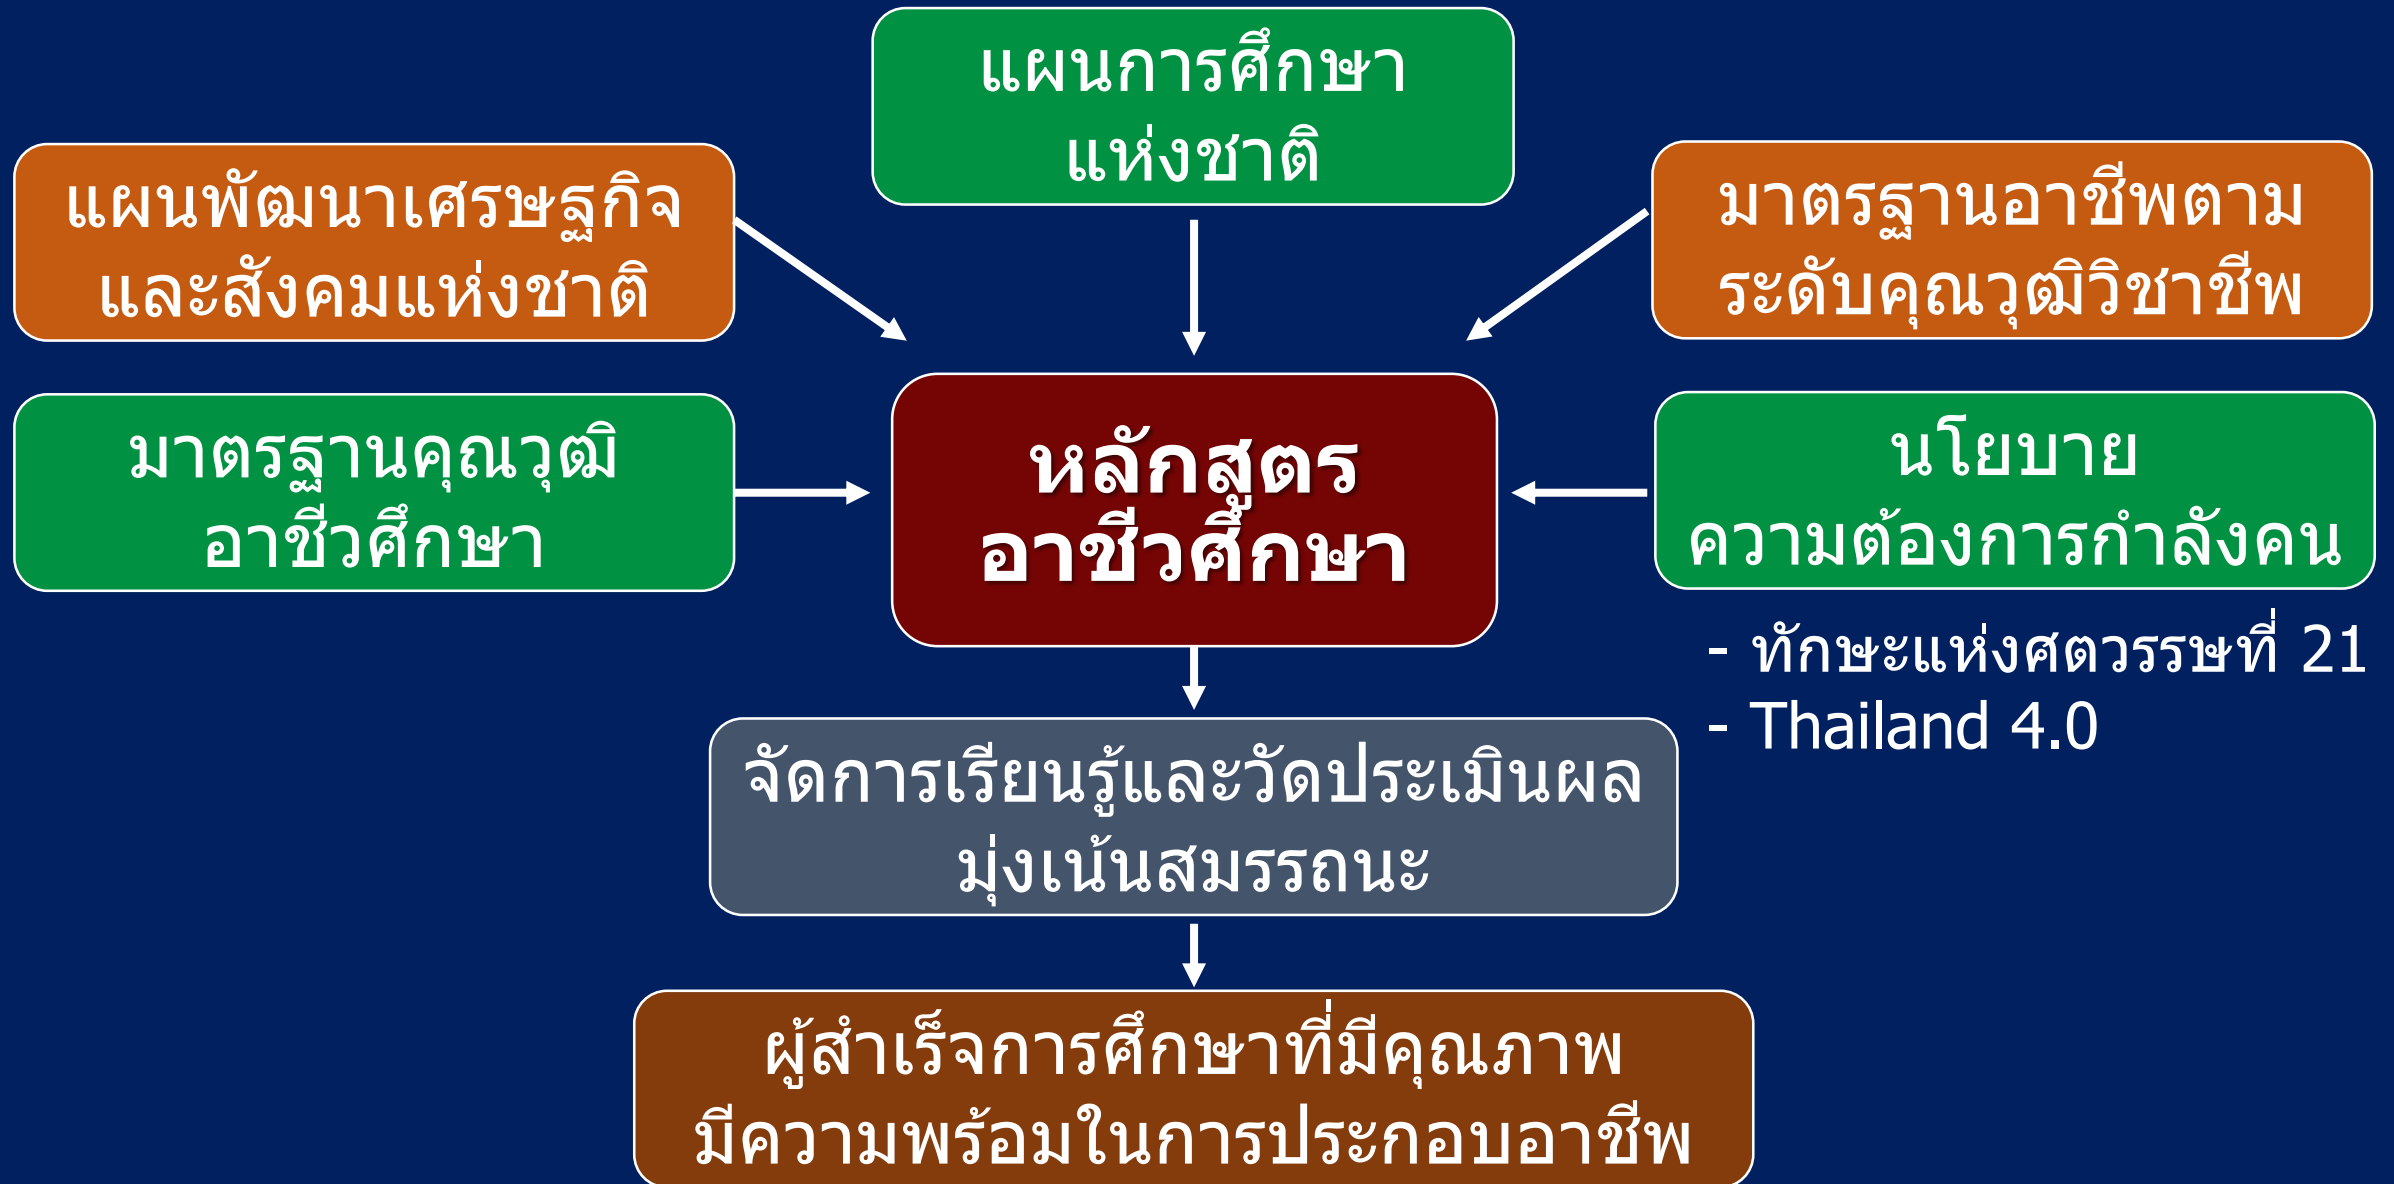 แผนการศึกษา
แห่งชาติ
แผนพัฒนาเศรษฐกิจ
และสังคมแห่งชาติ
มาตรฐานอาชีพตาม
ระดับคุณวุฒิวิชาชีพ
มาตรฐานคุณวุฒิ
อาชีวศึกษา
หลักสูตร
อาชีวศึกษา
นโยบาย
ความต้องการกำลังคน
- ทักษะแห่งศตวรรษที่ 21
- Thailand 4.0
จัดการเรียนรู้และวัดประเมินผล
มุ่งเน้นสมรรถนะ
ผู้สำเร็จการศึกษาที่มีคุณภาพ
มีความพร้อมในการประกอบอาชีพ